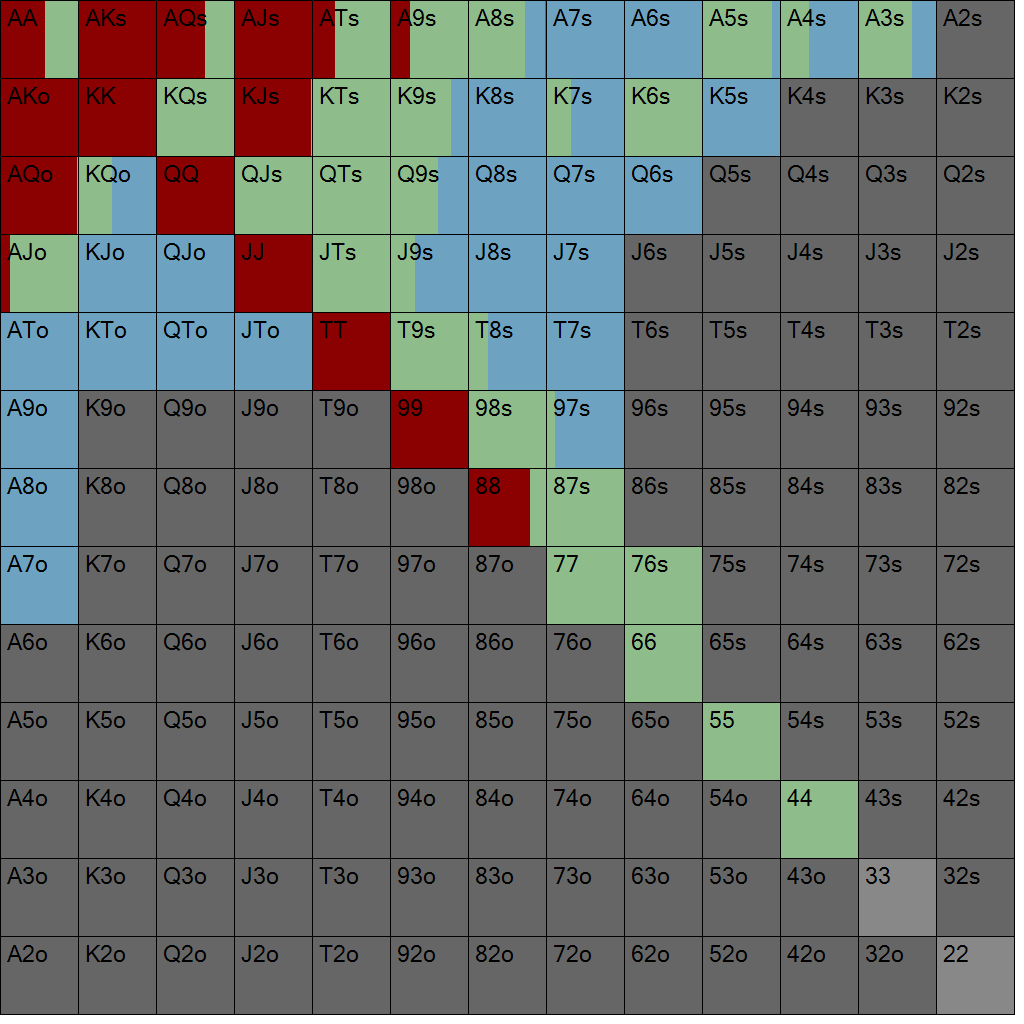 AA AKs AQs AJs ATs A9s A8s A7s A6s A5s A4s A3s A2s
AKo KK KQs KJs KTs K9s K8s K7s K6s K5s K4s K3s K2s
AQo KQo QQ QJs QTs Q9s Q8s Q7s Q6s Q5s Q4s Q3s Q2s
AJo KJo QJo JJ JTs J9s J8s J7s J6s J5s J4s J3s J2s
ATo KTo QTo JTo TT T9s T8s T7s T6s T5s T4s T3s T2s
A9o K9o Q9o J9o T9o 99 98s 97s 96s 95s 94s 93s 92s
A8o K8o Q8o J8o T8o 98o 88 87s 86s 85s 84s 83s 82s
A7o K7o Q7o J7o T7o 97o 87o 77 76s 75s 74s 73s 72s
A6o K6o Q6o J6o T6o 96o 86o 76o 66 65s 64s 63s 62s
A5o K5o Q5o J5o T5o 95o 85o 75o 65o 55 54s 53s 52s
A4o K4o Q4o J4o T4o 94o 84o 74o 64o 54o 44 43s 42s
A3o K3o Q3o J3o T3o 93o 83o 73o 63o 53o 43o 33 32s
A2o K2o Q2o J2o T2o 92o 82o 72o 62o 52o 42o 32o 22